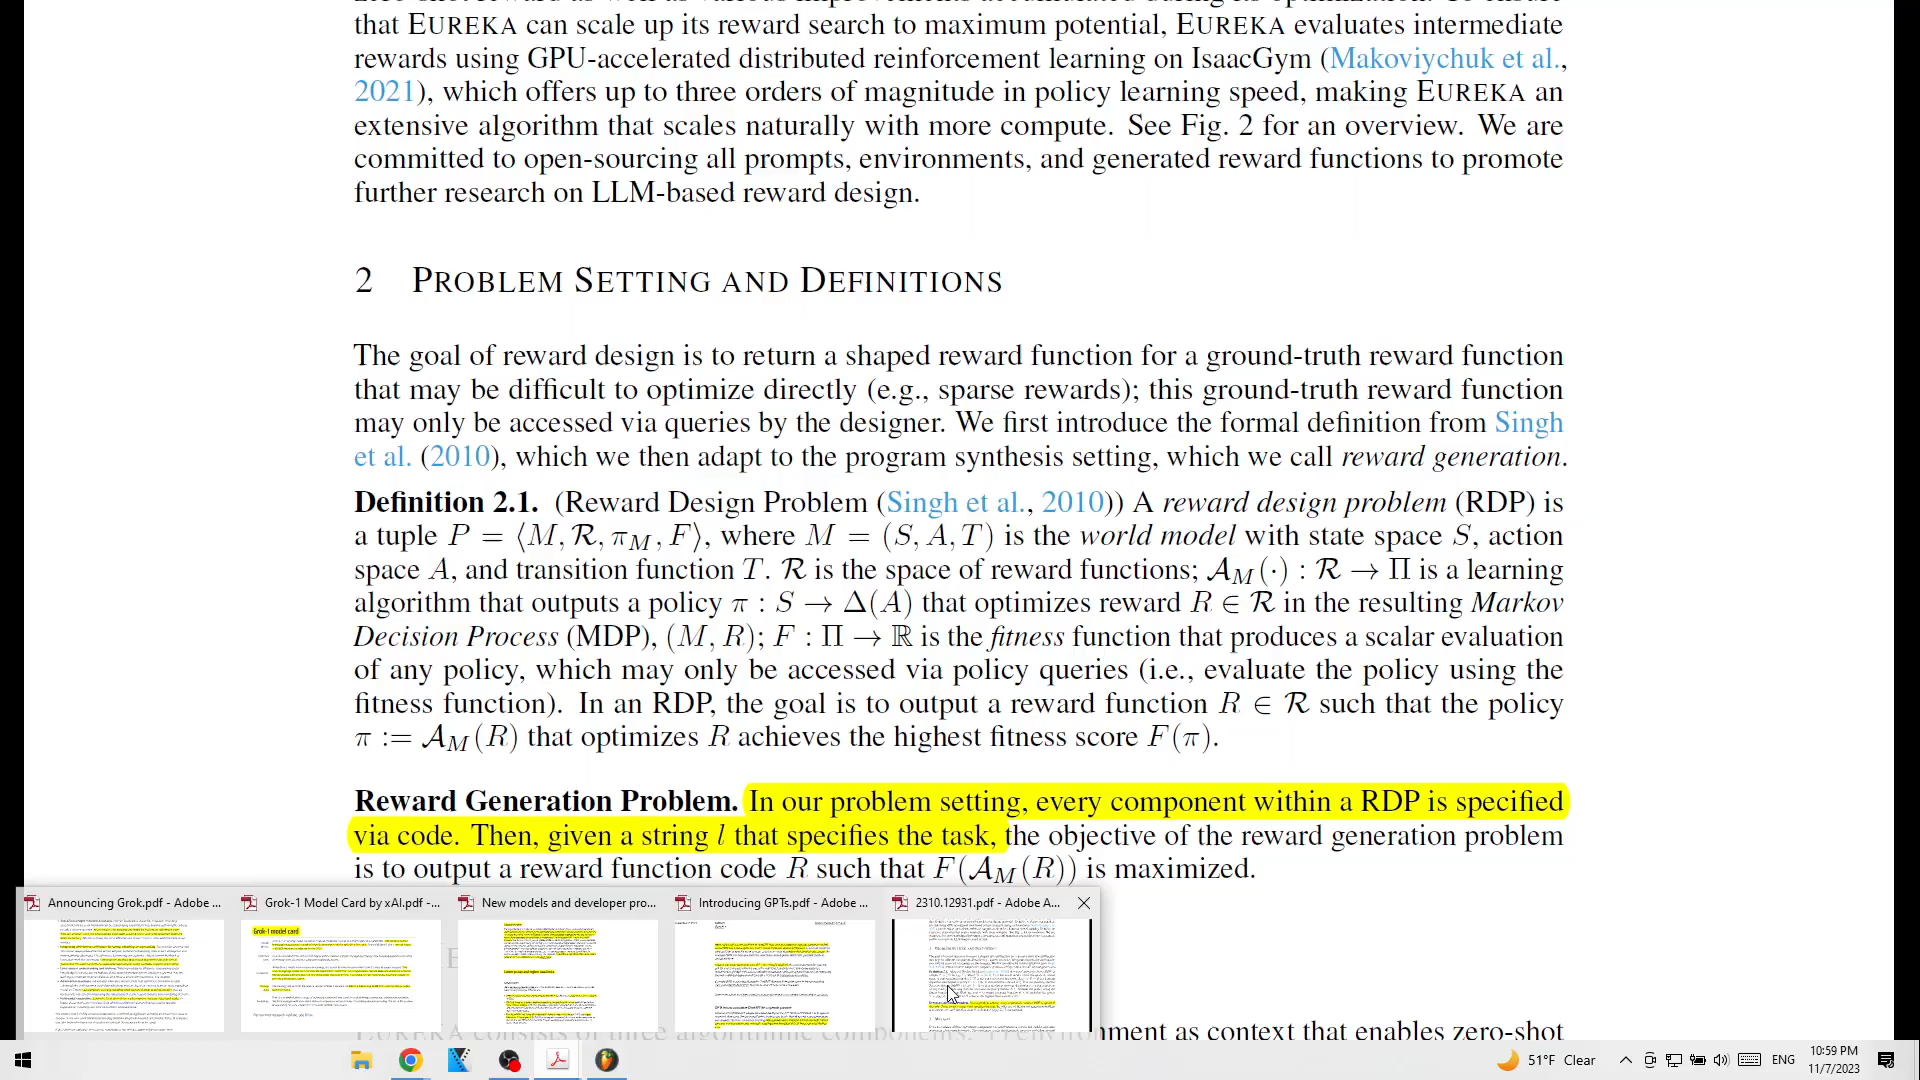 that EUREKA can scale up its reward search to maximum potential, EUREKA evaluates intermediate
rewards using GPU-accelerated distributed reinforcement learning on IsaacGym (Makoviychuk et al.,
2021), which offers up to three orders of magnitude in policy learning speed, making EUREKA an
extensive algorithm that scales naturally with more compute. See Fig. 2 for an overview. We are
committed to open-sourcing all prompts, environments, and generated reward functions to promote
further research on LLM-based reward design.
2 PROBLEM SETTING AND DEFINITIONS
The goal of reward design is to return a shaped reward function for a ground-truth reward function
that may be difficult to optimize directly (e.g., sparse rewards); this ground-truth reward function
may only be accessed via queries by the designer. We first introduce the formal definition from Singh
et al. (2010), which we then adapt to the program synthesis setting, which we call reward generation.
Definition 2.1. (Reward Design Problem (Singh et al., 2010)) A reward design problem (RDP) is
a tuple P = ⟨M, R, π_M, F⟩, where M = (S, A, T) is the world model with state space S, action
space A, and transition function T. R is the space of reward functions; A_M(·) : R → Π is a learning
algorithm that outputs a policy π : S → Δ(A) that optimizes reward R ∈ R in the resulting Markov
Decision Process (MDP), (M, R); F : Π → ℝ is the fitness function that produces a scalar evaluation
of any policy, which may only be accessed via policy queries (i.e., evaluate the policy using the
fitness function). In an RDP, the goal is to output a reward function R ∈ R such that the policy
π := A_M(R) that optimizes R achieves the highest fitness score F(π).
Reward Generation Problem. In our problem setting, every component within a RDP is specified
via code. Then, given a string l that specifies the task, the objective of the reward generation problem
is to output a reward function code R such that F(A_M(R)) is maximized.
Announcing Grok.pdf - Adobe ...
Grok-1 Model Card by xAI.pdf -...
New models and developer pro...
Introducing GPTs.pdf - Adobe ...
2310.12931.pdf - Adobe A...
Grok-1 model card
nment as context that enables zero-shot
51°F Clear
ENG
10:59 PM
11/7/2023